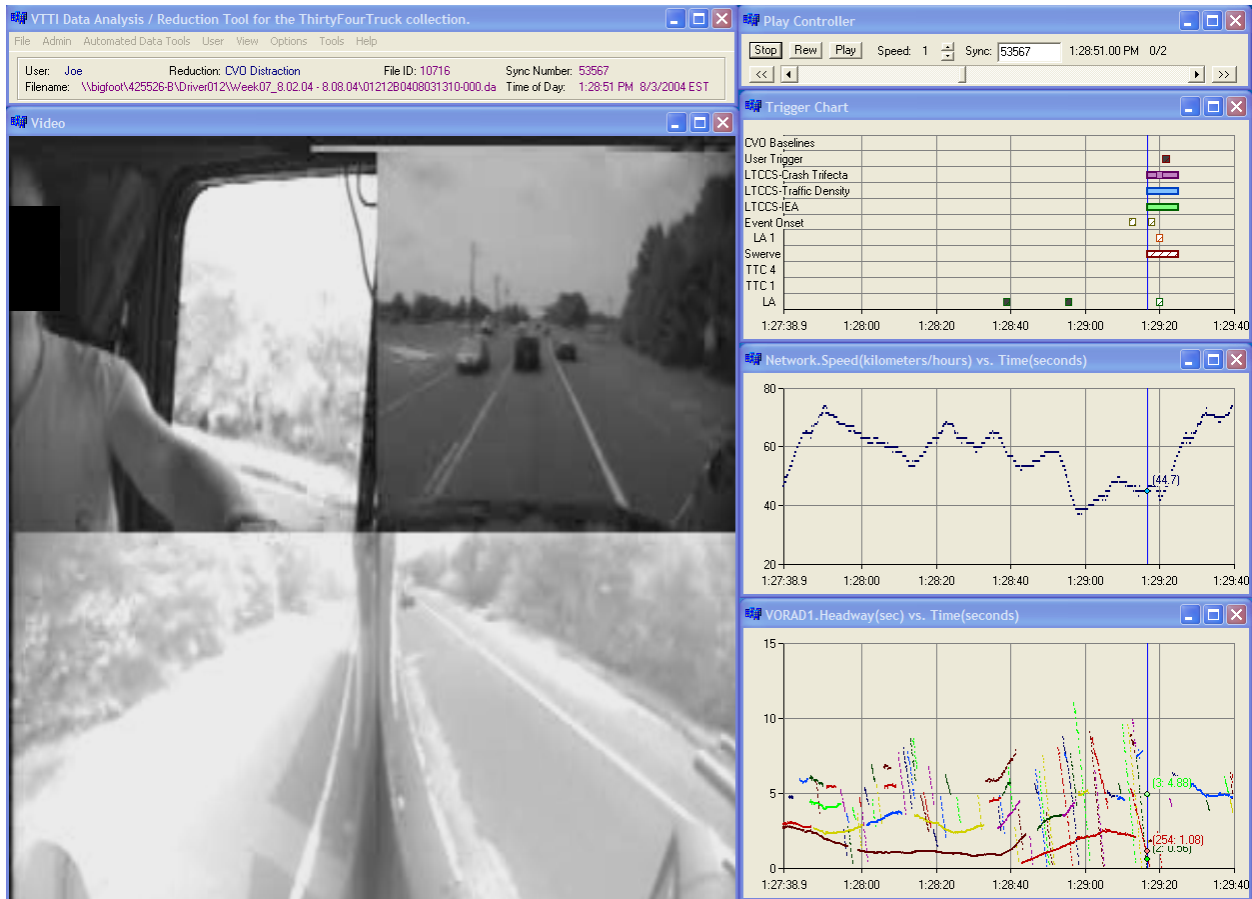 VTTI Data Analysis / Reduction Tool for the ThirtyFourTruck collection.
File Admin Automated Data Tools User View Options Tools Help
User: Joe Reduction: CVO Distraction File ID: 10716 Sync Number: 53567
Filename: \\bigfoot\425526-B\Driver012\Week07_8.02.04 - 8.08.04\01212B0408031310-000.da Time of Day: 1:28:51 PM 8/3/2004 EST
Video
Play Controller
Stop Rew Play Speed: 1 Sync: 53567 1:28:51.00 PM 0/2
<< >>
Trigger Chart
CVO Baselines
User Trigger
LTCCS-Crash Trifecta
LTCCS-Traffic Density
LTCCS-IEA
Event Onset
LA 1
Swerve
TTC 4
TTC 1
LA
1:27:38.9 1:28:00 1:28:20 1:28:40 1:29:00 1:29:20 1:29:40
Network.Speed(kilometers/hours) vs. Time(seconds)
80
60
(44.7)
40
20
1:27:38.9 1:28:00 1:28:20 1:28:40 1:29:00 1:29:20 1:29:40
VORAD1.Headway(sec) vs. Time(seconds)
15
10
5
(3: 4.88)
(254: 1.08)
(2: 0.56)
0
1:27:38.9 1:28:00 1:28:20 1:28:40 1:29:00 1:29:20 1:29:40